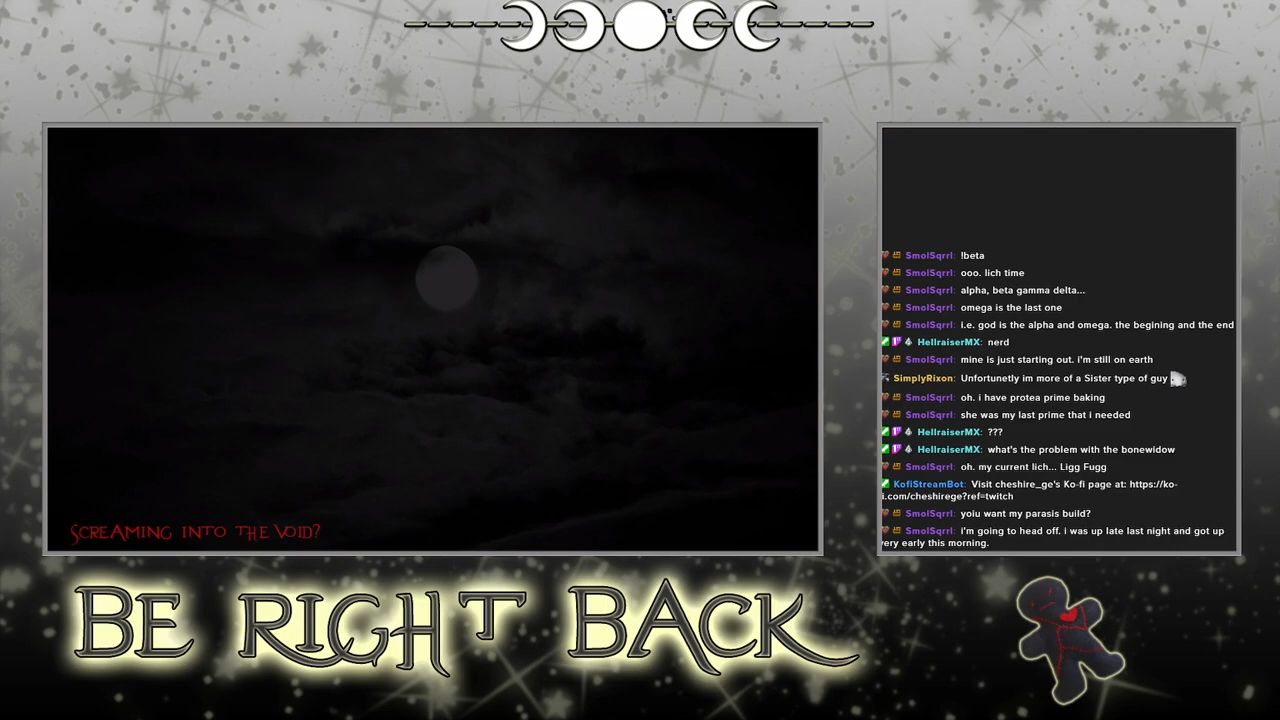 SCREAMING INTO THE VOID?
SmolSqrrl: !beta
SmolSqrrl: ooo. lich time
SmolSqrrl: alpha, beta gamma delta...
SmolSqrrl: omega is the last one
SmolSqrrl: i.e. god is the alpha and omega. the begining and the end
HellraiserMX: nerd
SmolSqrrl: mine is just starting out. i'm still on earth
SimplyRixon: Unfortunetly im more of a Sister type of guy
SmolSqrrl: oh. i have protea prime baking
SmolSqrrl: she was my last prime that i needed
HellraiserMX: ???
HellraiserMX: what's the problem with the bonewidow
SmolSqrrl: oh. my current lich... Ligg Fugg
KofiStreamBot: Visit cheshire_ge's Ko-fi page at: https://ko-
i.com/cheshirege?ref=twitch
SmolSqrrl: yoiu want my parasis build?
SmolSqrrl: i'm going to head off. i was up late last night and got up
very early this morning.
BE RIGHT BACK